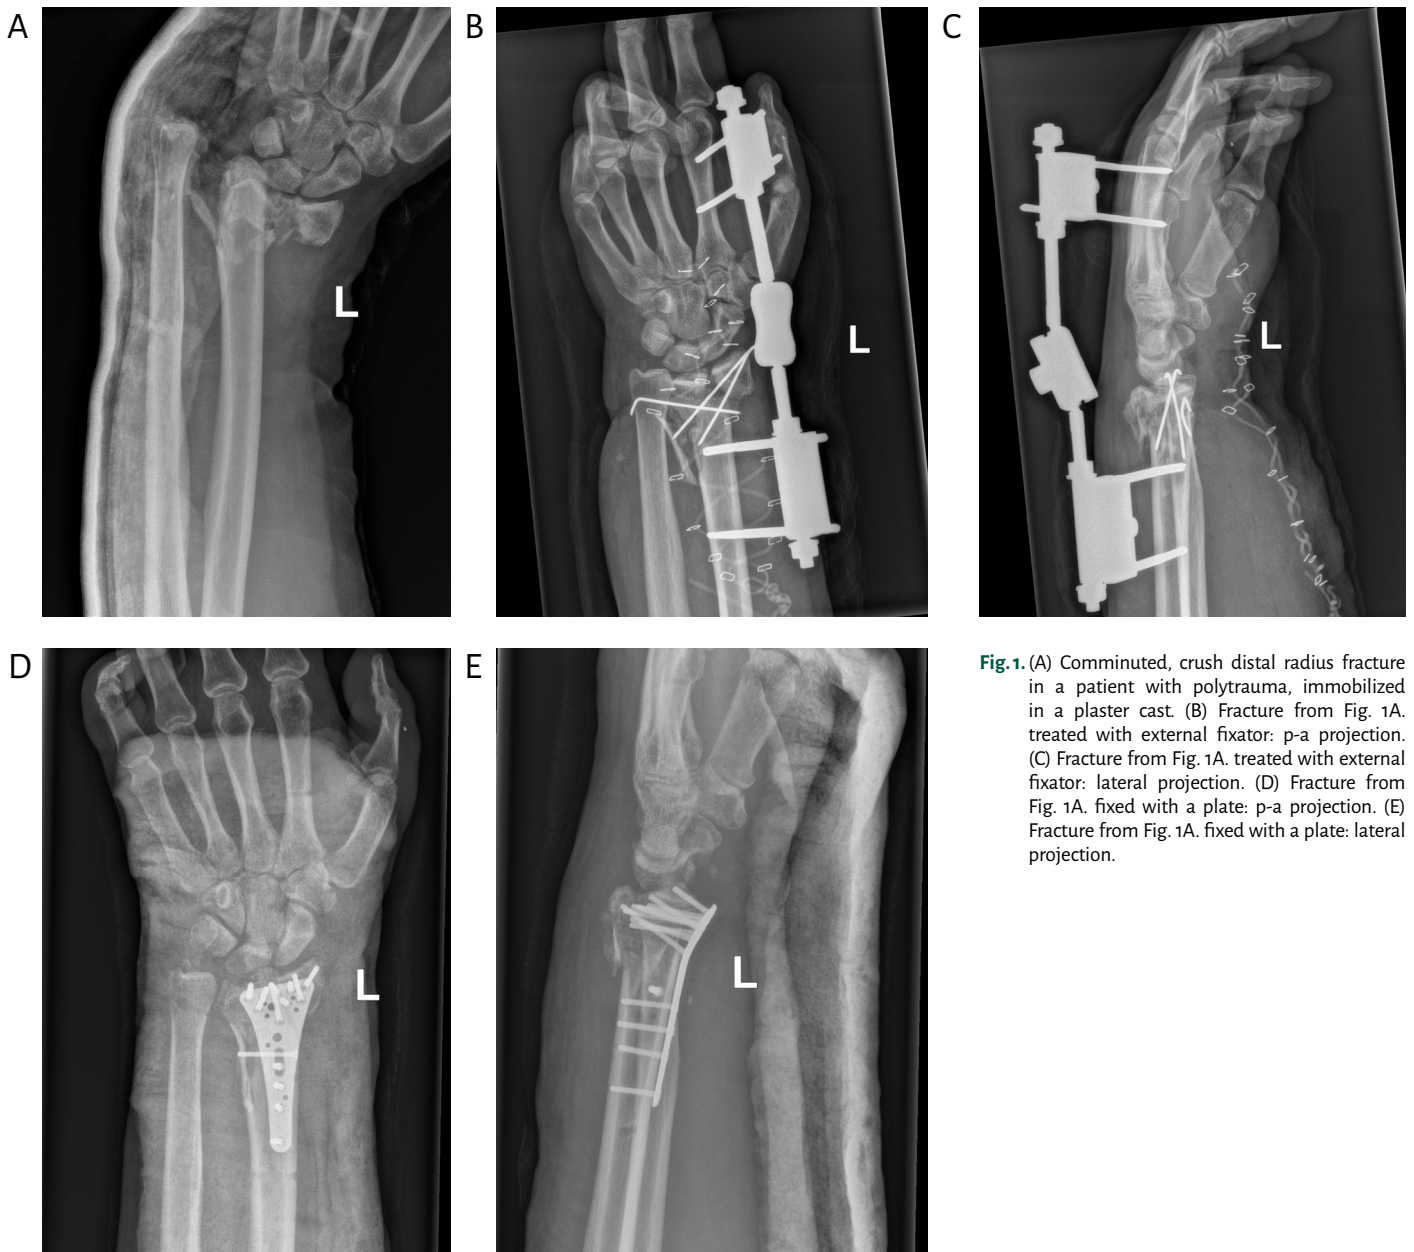 A
B
C
L
L
L
D
E
L
L
Fig. 1. (A) Comminuted, crush distal radius fracture
in a patient with polytrauma, immobilized
in a plaster cast. (B) Fracture from Fig. 1A.
treated with external fixator: p-a projection.
(C) Fracture from Fig. 1A. treated with external
fixator: lateral projection. (D) Fracture from
Fig. 1A. fixed with a plate: p-a projection. (E)
Fracture from Fig. 1A. fixed with a plate: lateral
projection.